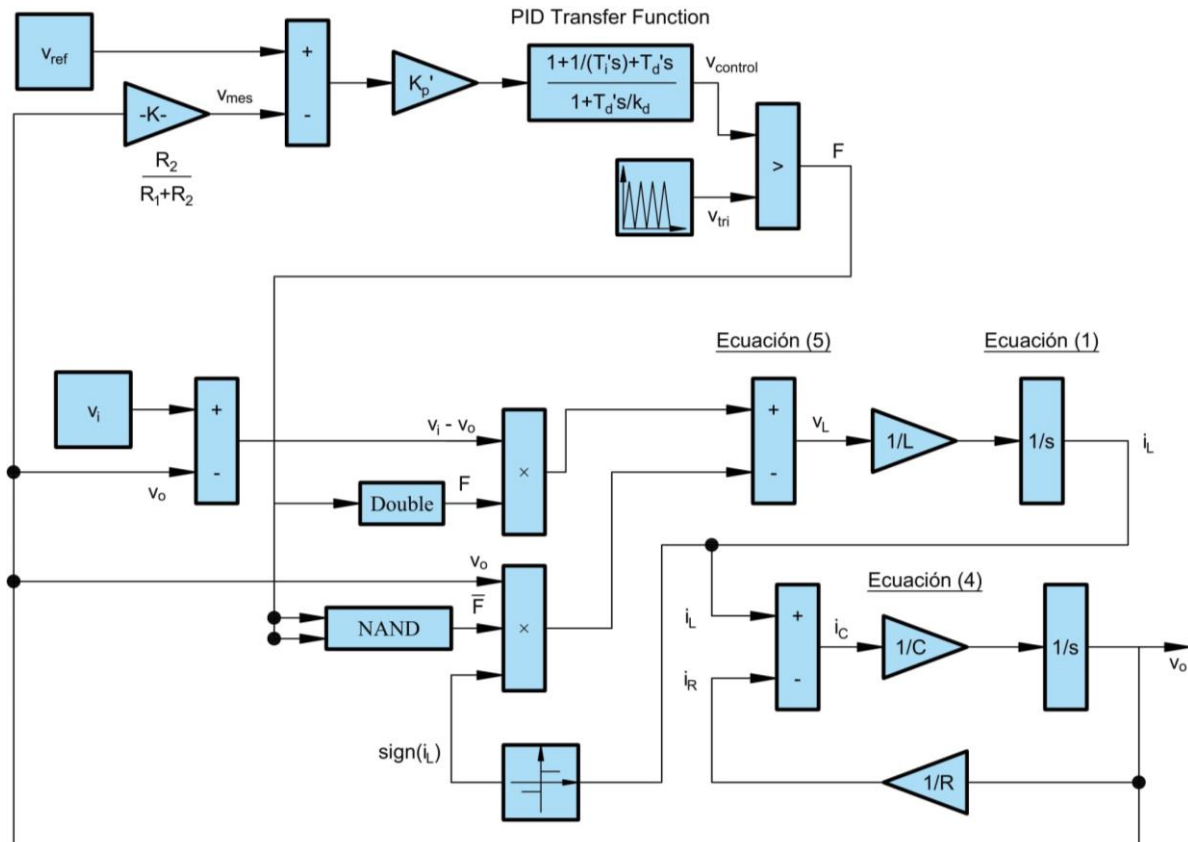 PID Transfer Function
v_ref
+
-
K_p'
1+1/(T_i's)+T_d's
1+T_d's/k_d
v_control
-K-
v_mes
R_2
R_1+R_2
>
F
v_tri
Ecuación (5)
Ecuación (1)
v_i
+
-
v_o
v_i - v_o
×
F
Double
+
-
v_L
1/L
1/s
i_L
v_o
F̅
NAND
×
sign(i_L)
Ecuación (4)
i_L
+
-
i_R
i_C
1/C
1/s
v_o
1/R